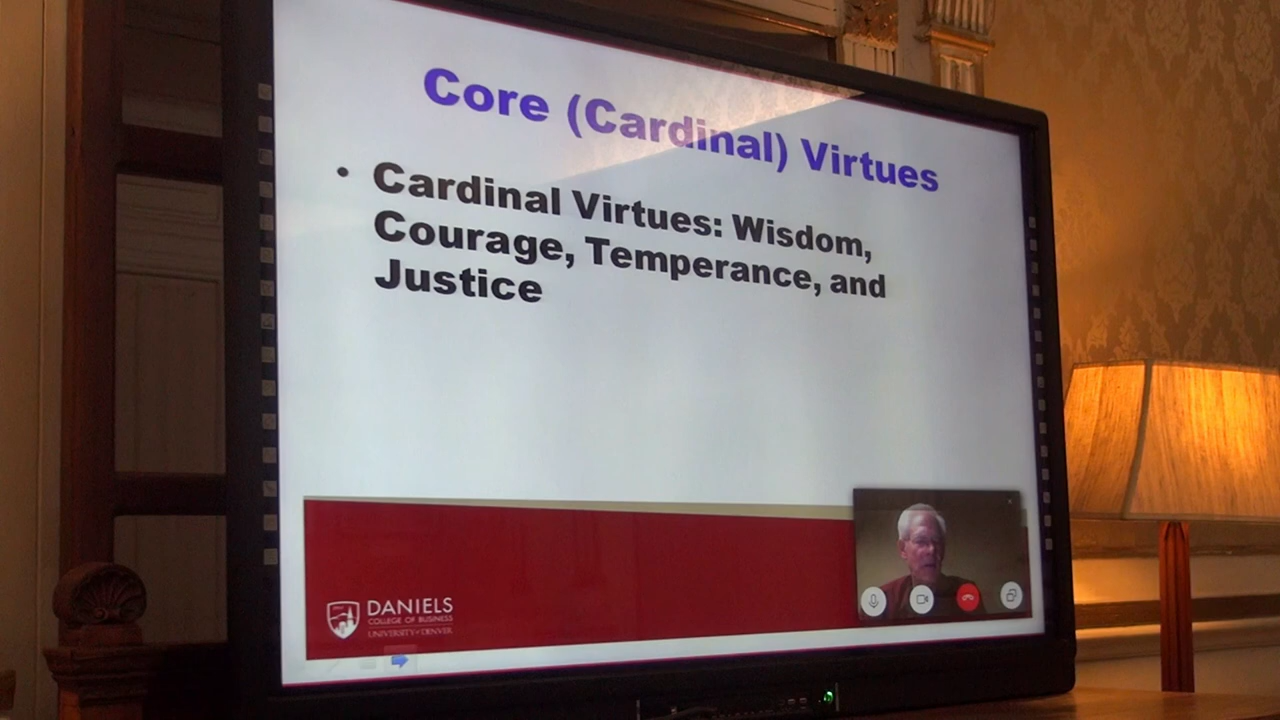 Core (Cardinal) Virtues
• Cardinal Virtues: Wisdom,
Courage, Temperance, and
Justice
DANIELS
COLLEGE OF BUSINESS
UNIVERSITY of DENVER